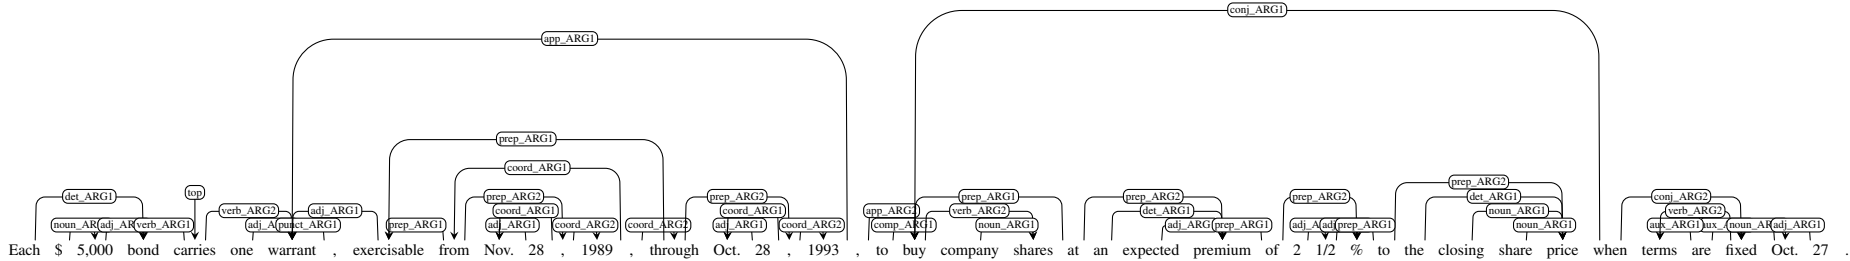 conj_ARG1
app_ARG1
prep_ARG1
coord_ARG1
prep_ARG2
det_ARG1 top prep_ARG2 prep_ARG2 prep_ARG1 prep_ARG2 prep_ARG2 det_ARG1 conj_ARG2
verb_ARG2 adj_ARG1 coord_ARG1 coord_ARG1 app_ARG2 verb_ARG2 det_ARG1 noun_ARG1 verb_ARG2
verb_ARG1 punct_ARG1 prep_ARG1 adj_ARG1 coord_ARG2 coord_ARG2 adj_ARG1 coord_ARG2 comp_ARG1 noun_ARG1 prep_ARG1 prep_ARG1 noun_ARG1 aux_ARG1 adj_ARG1
Each $ 5,000 bond carries one warrant , exercisable from Nov. 28 , 1989 , through Oct. 28 , 1993 , to buy company shares at an expected premium of 2 1/2 % to the closing share price when terms are fixed Oct. 27 .